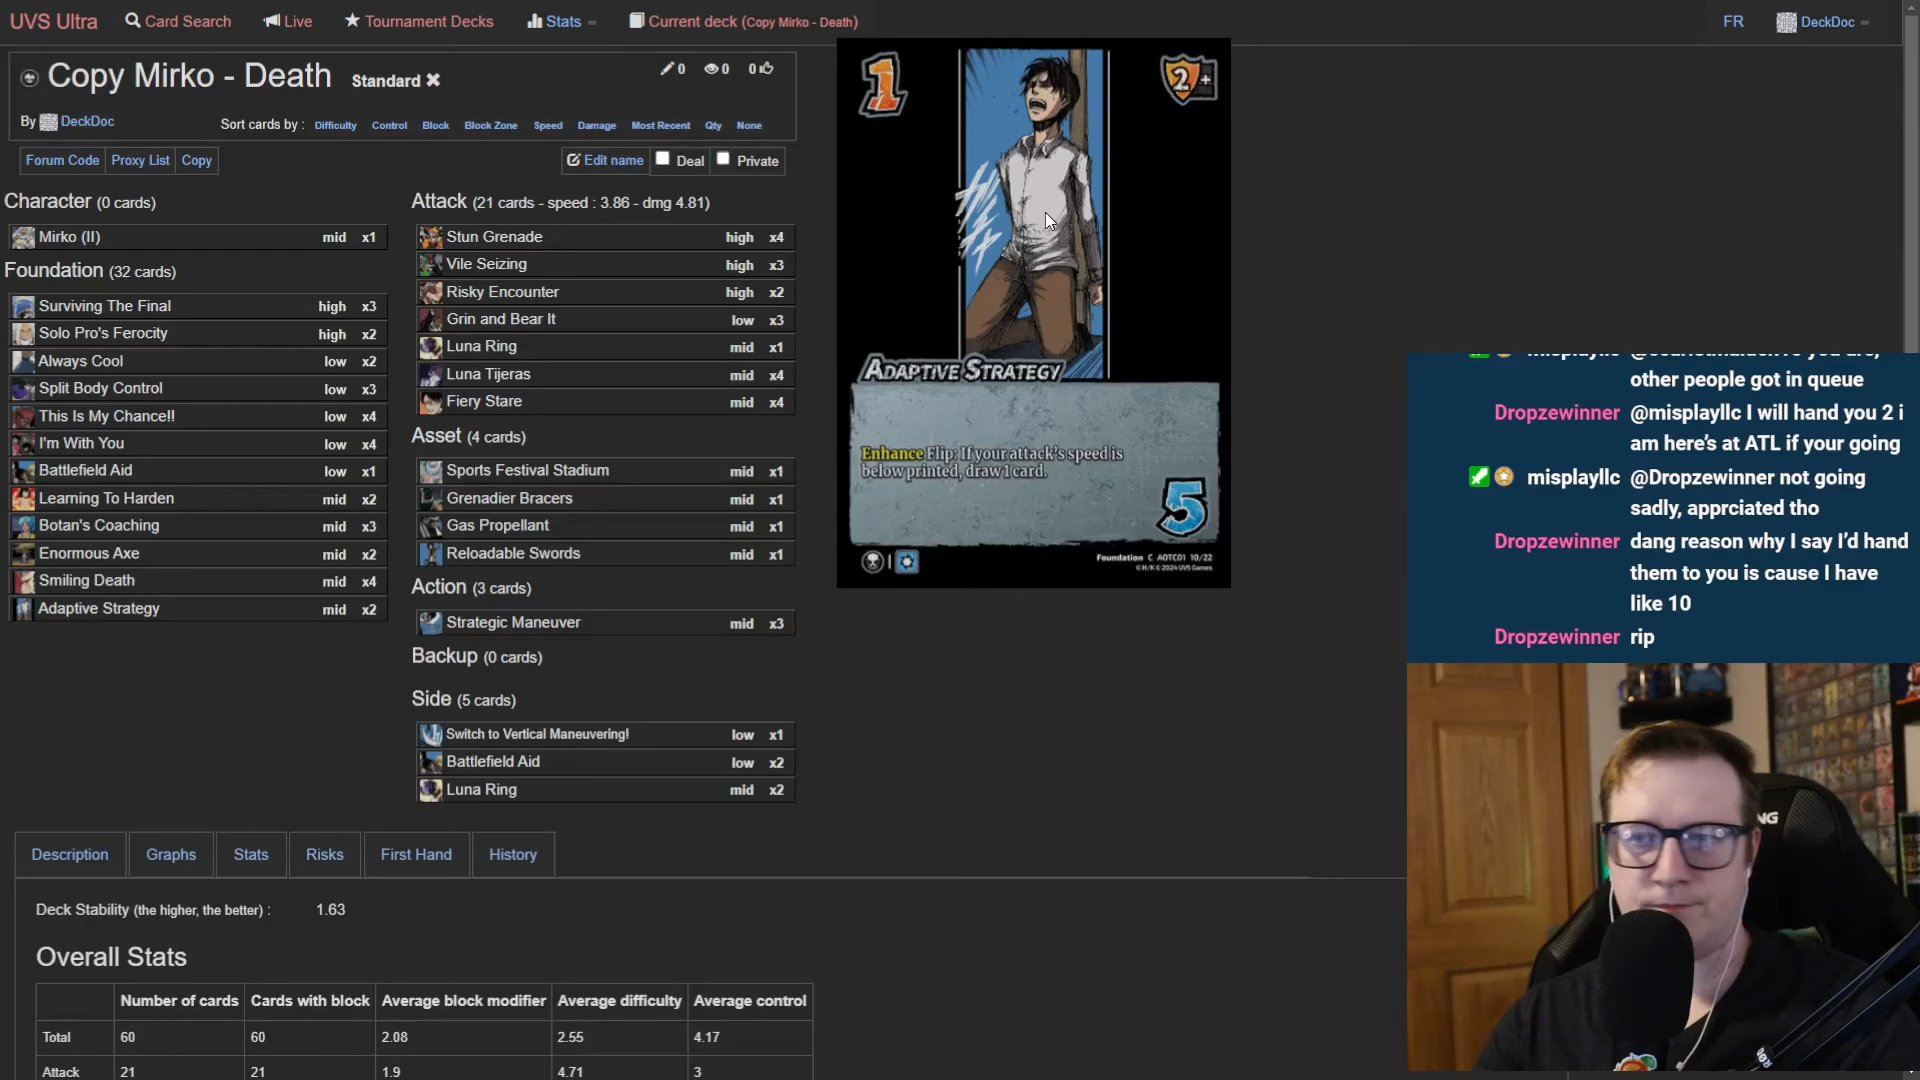 UVS Ultra
Card Search
Live
Tournament Decks
Stats
Current deck (Copy Mirko - Death)
FR
DeckDoc
Copy Mirko - Death
Standard
0
0
0
By DeckDoc
Sort cards by : Difficulty Control Block Block Zone Speed Damage Most Recent Qty None
Forum Code Proxy List Copy
Edit name Deal Private
Character (0 cards)
Mirko (II) mid x1
Foundation (32 cards)
Surviving The Final high x3
Solo Pro's Ferocity high x2
Always Cool low x2
Split Body Control low x3
This Is My Chance!! low x4
I'm With You low x4
Battlefield Aid low x1
Learning To Harden mid x2
Botan's Coaching mid x3
Enormous Axe mid x2
Smiling Death mid x4
Adaptive Strategy mid x2
Attack (21 cards - speed : 3.86 - dmg 4.81)
Stun Grenade high x4
Vile Seizing high x3
Risky Encounter high x2
Grin and Bear It low x3
Luna Ring mid x1
Luna Tijeras mid x4
Fiery Stare mid x4
Asset (4 cards)
Sports Festival Stadium mid x1
Grenadier Bracers mid x1
Gas Propellant mid x1
Reloadable Swords mid x1
Action (3 cards)
Strategic Maneuver mid x3
Backup (0 cards)
Side (5 cards)
Switch to Vertical Maneuvering! low x1
Battlefield Aid low x2
Luna Ring mid x2
1
2+
Adaptive Strategy
Enhance Flip: If your attack's speed is
below printed, draw 1 card.
5
Foundation C AOTC01 10/22
©H/K ©2024 UVS Games
other people got in queue
Dropzewinner @misplayllc I will hand you 2 i
am here's at ATL if your going
misplayllc @Dropzewinner not going
sadly, apprciated tho
Dropzewinner dang reason why I say I'd hand
them to you is cause I have
like 10
Dropzewinner rip
Description Graphs Stats Risks First Hand History
Deck Stability (the higher, the better) : 1.63
Overall Stats
Number of cards Cards with block Average block modifier Average difficulty Average control
Total 60 60 2.08 2.55 4.17
Attack 21 21 1.9 4.71 3